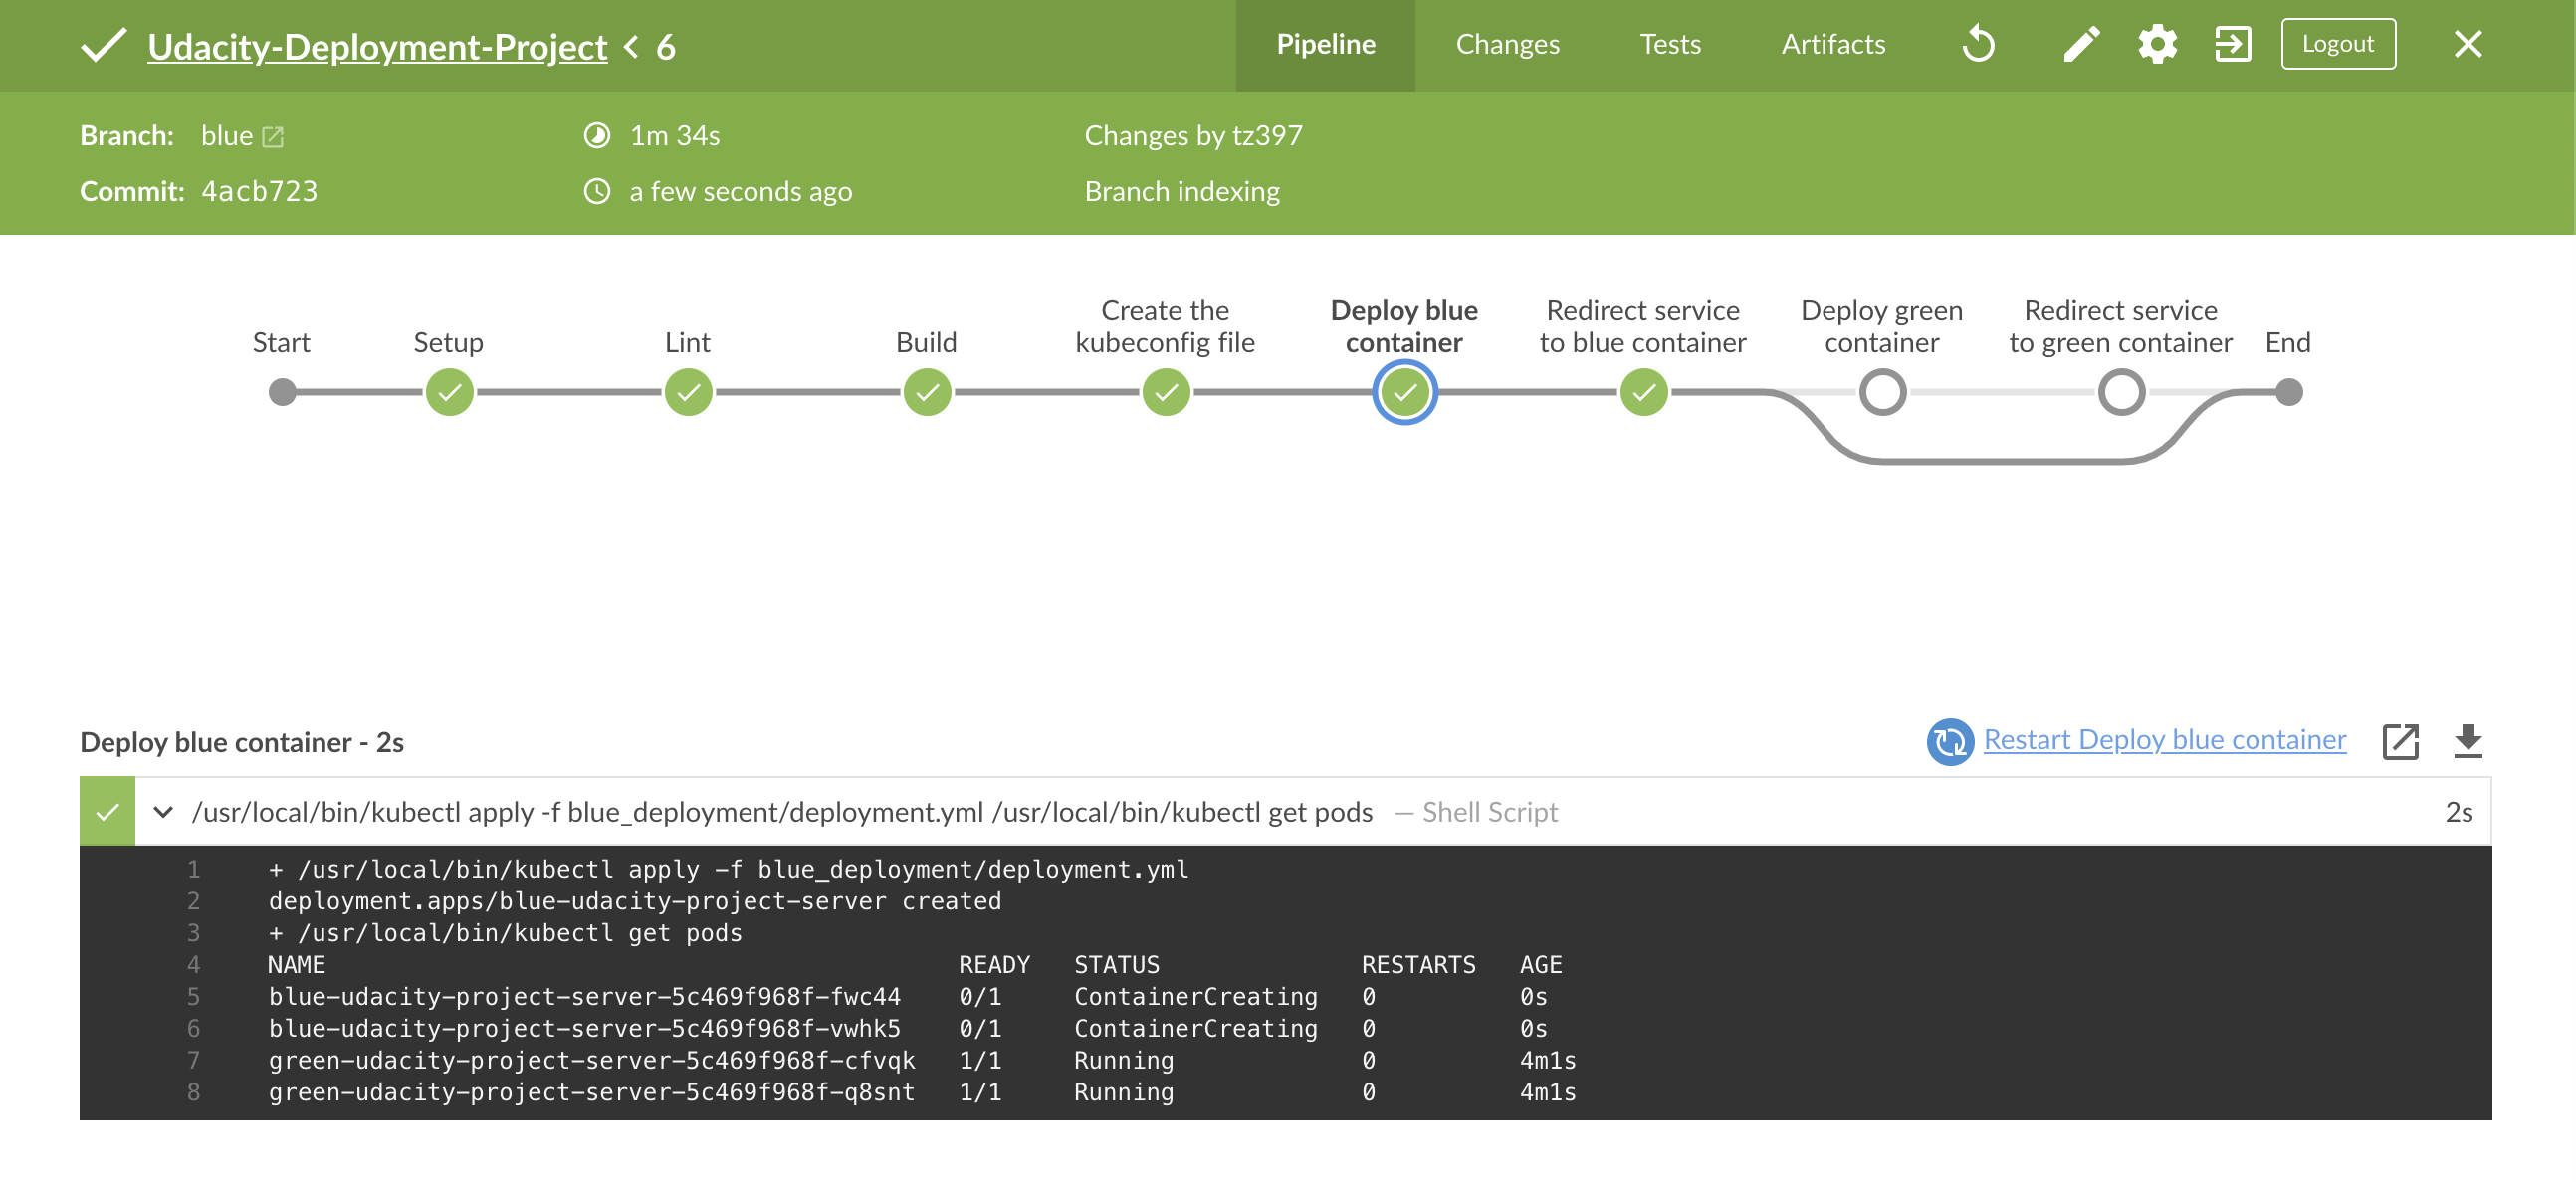 Udacity-Deployment-Project < 6
Pipeline
Changes
Tests
Artifacts
Logout
Branch: blue
1m 34s
Changes by tz397
Commit: 4acb723
a few seconds ago
Branch indexing
Start
Setup
Lint
Build
Create the
kubeconfig file
Deploy blue
container
Redirect service
to blue container
Deploy green
container
Redirect service
to green container
End
Deploy blue container - 2s
Restart Deploy blue container
/usr/local/bin/kubectl apply -f blue_deployment/deployment.yml /usr/local/bin/kubectl get pods — Shell Script 2s
1 + /usr/local/bin/kubectl apply -f blue_deployment/deployment.yml
2 deployment.apps/blue-udacity-project-server created
3 + /usr/local/bin/kubectl get pods
4 NAME READY STATUS RESTARTS AGE
5 blue-udacity-project-server-5c469f968f-fwc44 0/1 ContainerCreating 0 0s
6 blue-udacity-project-server-5c469f968f-vwhk5 0/1 ContainerCreating 0 0s
7 green-udacity-project-server-5c469f968f-cfvqk 1/1 Running 0 4m1s
8 green-udacity-project-server-5c469f968f-q8snt 1/1 Running 0 4m1s